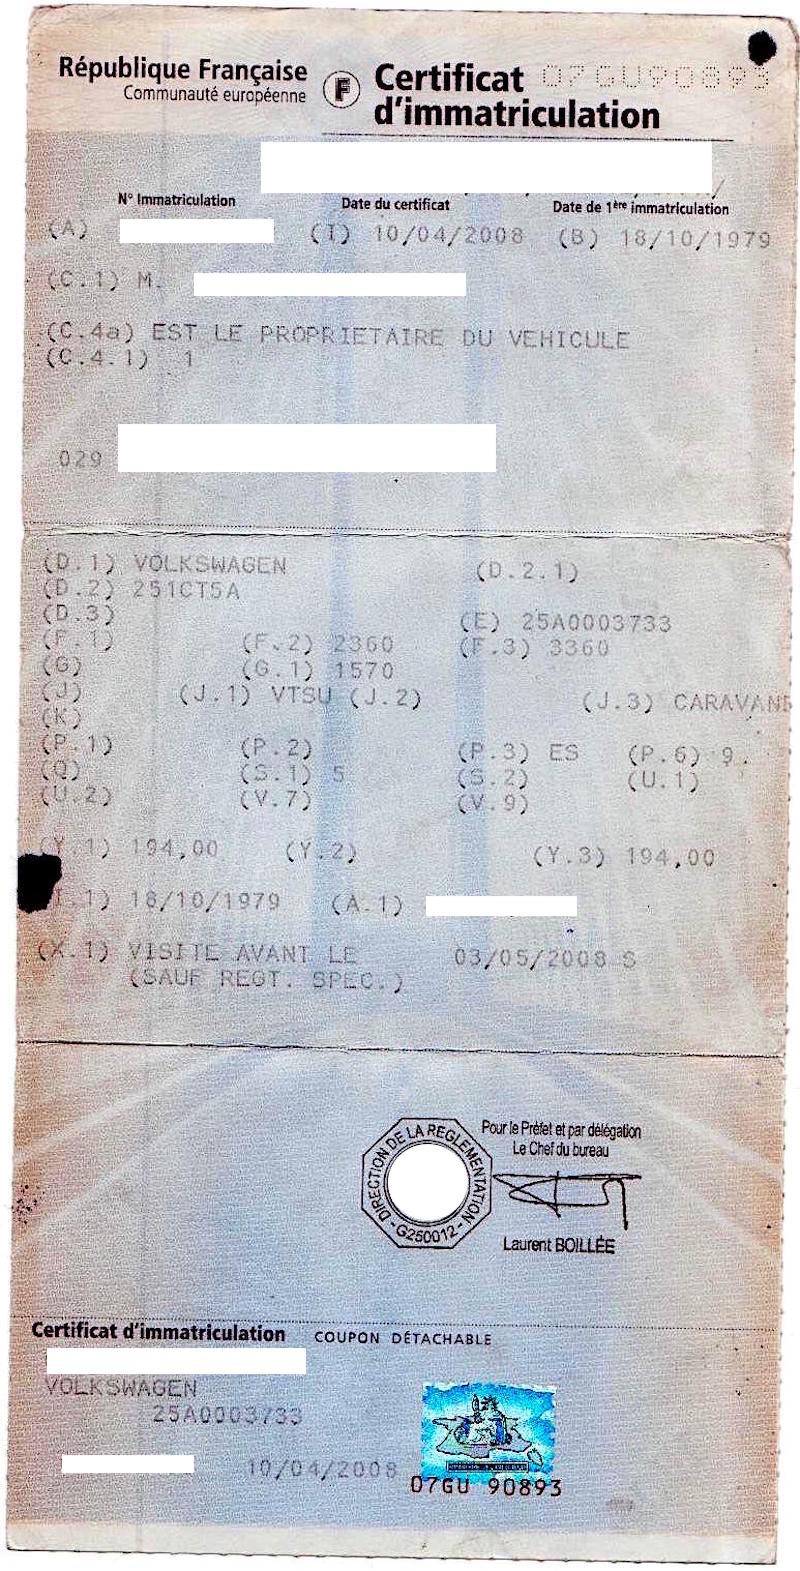 République Française
Communauté européenne
F
Certificat d'immatriculation
07GU90893
N° Immatriculation Date du certificat Date de 1ère immatriculation
(A) (I) 10/04/2008 (B) 18/10/1979
(C.1) M.
(C.4a) EST LE PROPRIETAIRE DU VEHICULE
(C.4.1) 1
029
(D.1) VOLKSWAGEN (D.2.1)
(D.2) 251CT5A
(D.3) (E) 25A0003733
(F.1) (F.2) 2360 (F.3) 3360
(G) (G.1) 1570
(J) (J.1) VTSU (J.2) (J.3) CARAVANE
(K)
(P.1) (P.2) (P.3) ES (P.6) 9.
(Q) (S.1) 5 (S.2) (U.1)
(U.2) (V.7) (V.9)
(Y.1) 194,00 (Y.2) (Y.3) 194,00
I.1) 18/10/1979 (A.1)
(X.1) VISITE AVANT LE 03/05/2008 S
(SAUF REGT. SPEC.)
DIRECTION DE LA REGLEMENTATION
- G250012 -
Pour le Préfet et par délégation
Le Chef du bureau
Laurent BOILLÉE
Certificat d'immatriculation COUPON DÉTACHABLE
VOLKSWAGEN
25A0003733
10/04/2008
07GU 90893